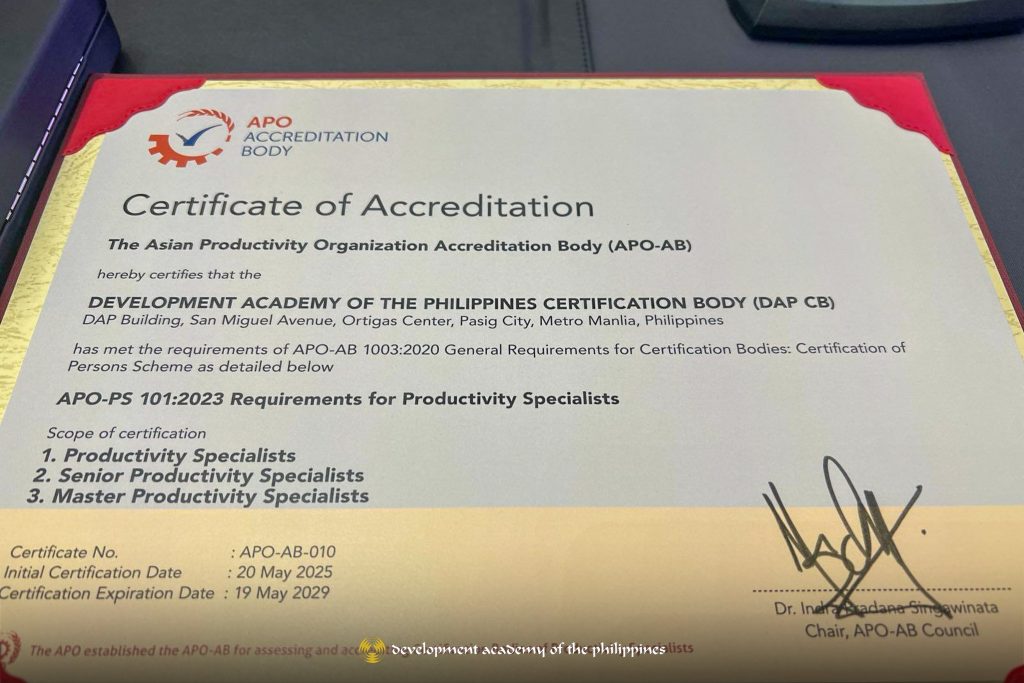 APO
ACCREDITATION
BODY
Certificate of Accreditation
The Asian Productivity Organization Accreditation Body (APO-AB)
hereby certifies that the
DEVELOPMENT ACADEMY OF THE PHILIPPINES CERTIFICATION BODY (DAP CB)
DAP Building, San Miguel Avenue, Ortigas Center, Pasig City, Metro Manlia, Philippines
has met the requirements of APO-AB 1003:2020 General Requirements for Certification Bodies: Certification of
Persons Scheme as detailed below
APO-PS 101:2023 Requirements for Productivity Specialists
Scope of certification
1. Productivity Specialists
2. Senior Productivity Specialists
3. Master Productivity Specialists
Certificate No. : APO-AB-010
Initial Certification Date : 20 May 2025
Certification Expiration Date : 19 May 2029
Dr. Indra Pradana Singawinata
Chair, APO-AB Council
The APO established the APO-AB for assessing and
development academy of the philippines